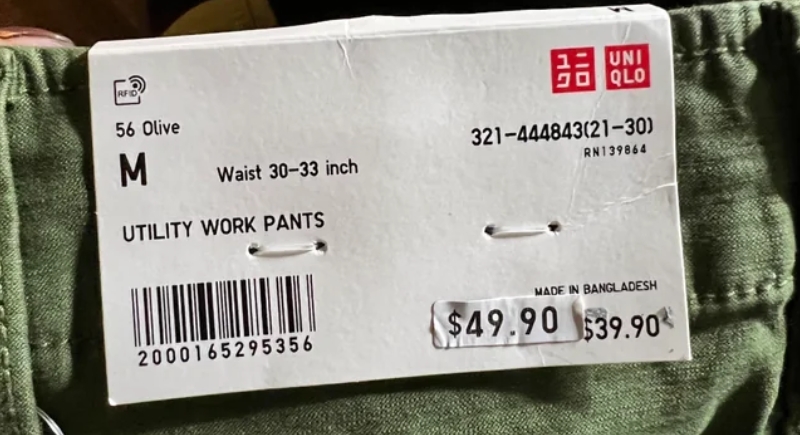 RFID
ユニ
クロ
UNI
QLO
56 Olive
321-444843(21-30)
RN139864
M
Waist 30-33 inch
UTILITY WORK PANTS
MADE IN BANGLADESH
$49.90
$39.90
2000165295356